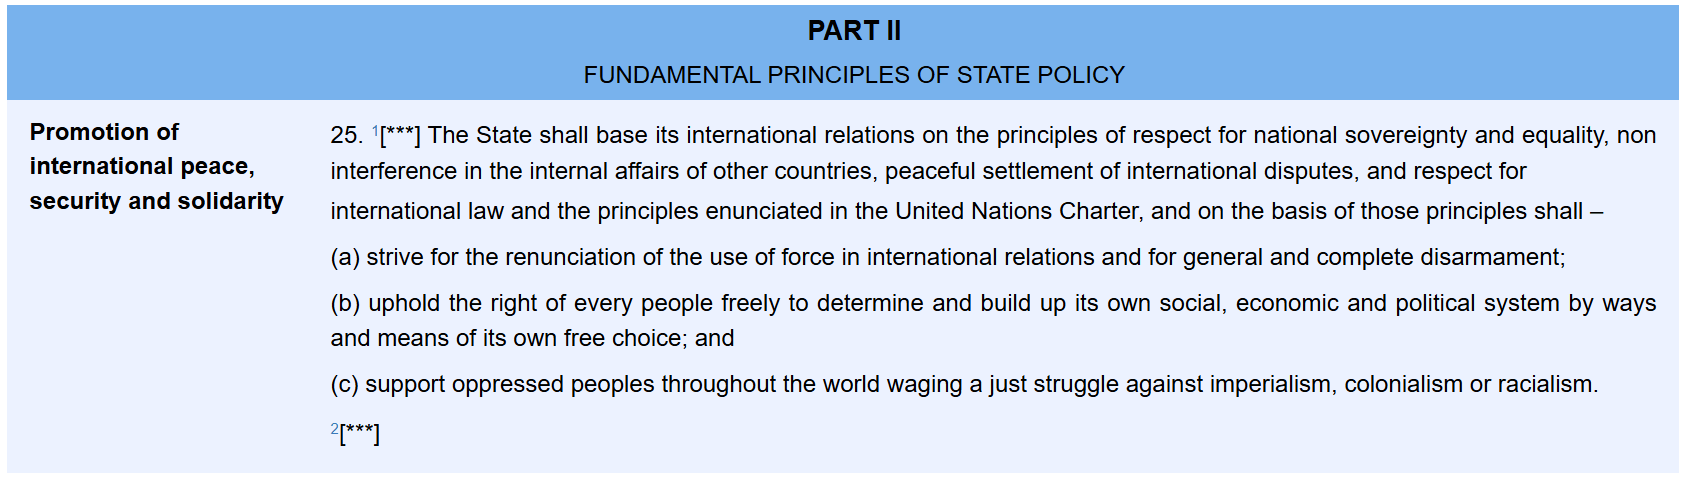 PART II
FUNDAMENTAL PRINCIPLES OF STATE POLICY
Promotion of
international peace,
security and solidarity
25. 1[***] The State shall base its international relations on the principles of respect for national sovereignty and equality, non
interference in the internal affairs of other countries, peaceful settlement of international disputes, and respect for
international law and the principles enunciated in the United Nations Charter, and on the basis of those principles shall –
(a) strive for the renunciation of the use of force in international relations and for general and complete disarmament;
(b) uphold the right of every people freely to determine and build up its own social, economic and political system by ways
and means of its own free choice; and
(c) support oppressed peoples throughout the world waging a just struggle against imperialism, colonialism or racialism.
2[***]